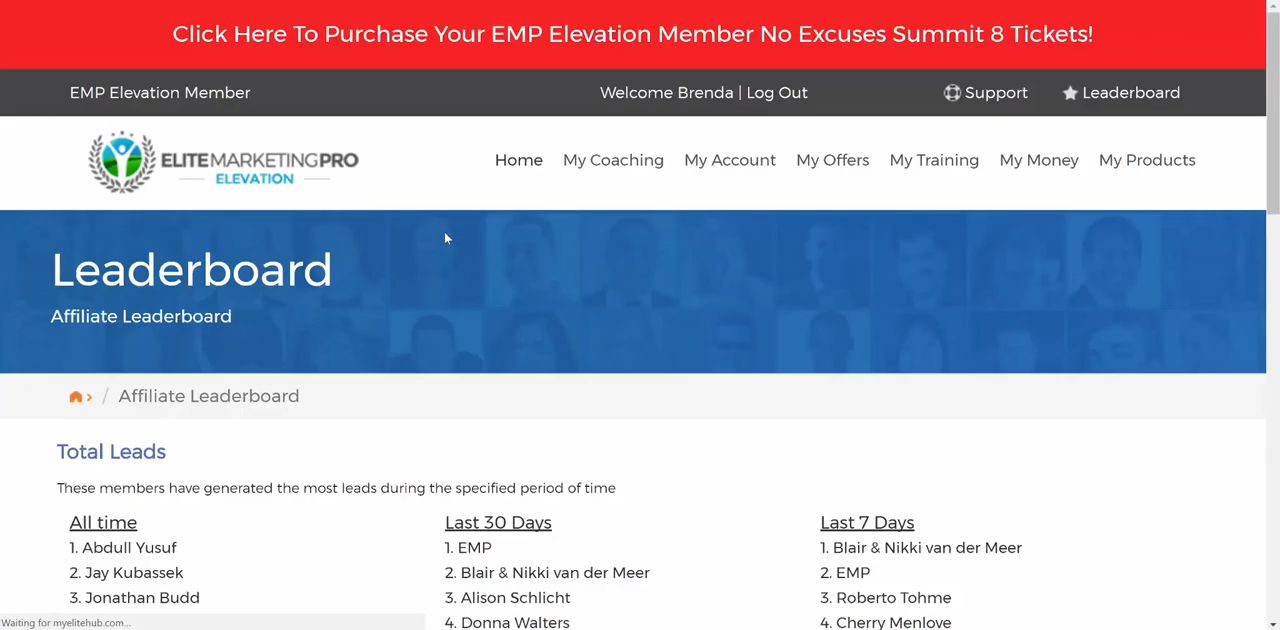 Click Here To Purchase Your EMP Elevation Member No Excuses Summit 8 Tickets!
EMP Elevation Member
Welcome Brenda | Log Out
Support
Leaderboard
ELITEMARKETINGPRO
ELEVATION
Home
My Coaching
My Account
My Offers
My Training
My Money
My Products
Leaderboard
Affiliate Leaderboard
/ Affiliate Leaderboard
Total Leads
These members have generated the most leads during the specified period of time
All time
1. Abdull Yusuf
2. Jay Kubassek
3. Jonathan Budd
Last 30 Days
1. EMP
2. Blair & Nikki van der Meer
3. Alison Schlicht
4. Donna Walters
Last 7 Days
1. Blair & Nikki van der Meer
2. EMP
3. Roberto Tohme
4. Cherry Menlove
Waiting for myelitehub.com...